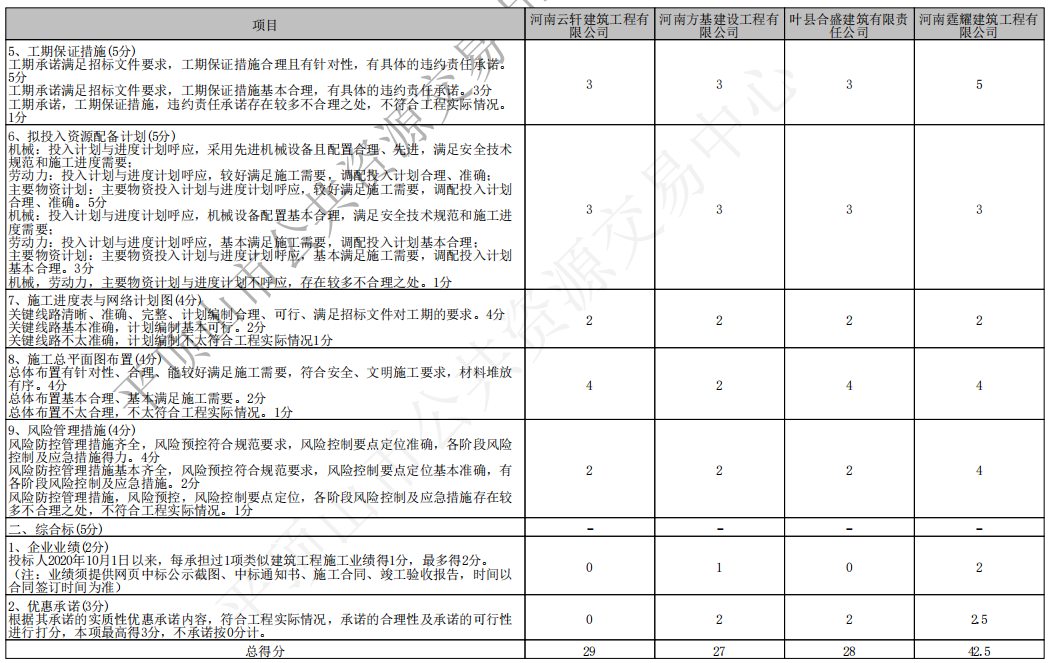 项目
河南云轩建筑工程有
限公司
河南方基建设工程有
限公司
叶县合盛建筑有限责
任公司
河南霆耀建筑工程有
限公司
5、工期保证措施(5分)
工期承诺满足招标文件要求，工期保证措施合理且有针对性，有具体的违约责任承诺。
5分
工期承诺满足招标文件要求，工期保证措施基本合理，有具体的违约责任承诺。3分
工期承诺，工期保证措施，违约责任承诺存在较多不合理之处，不符合工程实际情况。
1分
3
3
3
5
6、拟投入资源配备计划(5分)
机械：投入计划与进度计划呼应，采用先进机械设备且配置合理、先进，满足安全技术
规范和施工进度需要；
劳动力：投入计划与进度计划呼应，较好满足施工需要，调配投入计划合理、准确；
主要物资计划：主要物资投入计划与进度计划呼应，较好满足施工需要，调配投入计划
合理、准确。5分
机械：投入计划与进度计划呼应，机械设备配置基本合理，满足安全技术规范和施工进
度需要；
劳动力：投入计划与进度计划呼应，基本满足施工需要，调配投入计划基本合理；
主要物资计划：主要物资投入计划与进度计划呼应，基本满足施工需要，调配投入计划
基本合理。3分
机械，劳动力，主要物资计划与进度计划不呼应，存在较多不合理之处。1分
3
3
3
3
7、施工进度表与网络计划图(4分)
关键线路清晰、准确、完整、计划编制合理、可行、满足招标文件对工期的要求。4分
关键线路基本准确，计划编制基本可行。2分
关键线路不太准确，计划编制不太符合工程实际情况1分
2
2
2
2
8、施工总平面图布置(4分)
总体布置有针对性、合理、能较好满足施工需要，符合安全、文明施工要求，材料堆放
有序。4分
总体布置基本合理、基本满足施工需要。2分
总体布置不太合理，不太符合工程实际情况。1分
4
2
4
4
9、风险管理措施(4分)
风险防控管理措施齐全，风险预控符合规范要求，风险控制要点定位准确，各阶段风险
控制及应急措施得力。4分
风险防控管理措施基本齐全，风险预控符合规范要求，风险控制要点定位基本准确，有
各阶段风险控制及应急措施。2分
风险防控管理措施，风险预控，风险控制要点定位，各阶段风险控制及应急措施存在较
多不合理之处，不符合工程实际情况。1分
2
2
2
4
二、综合标(5分)
-
-
-
-
1、企业业绩(2分)
投标人2020年10月1日以来，每承担过1项类似建筑工程施工业绩得1分，最多得2分。
（注：业绩须提供网页中标公示截图、中标通知书、施工合同、竣工验收报告，时间以
合同签订时间为准）
0
1
0
2
2、优惠承诺(3分)
根据其承诺的实质性优惠承诺内容，符合工程实际情况，承诺的合理性及承诺的可行性
进行打分，本项最高得3分，不承诺按0分计。
0
2
2
2.5
总得分
29
27
28
42.5
平顶山市公共资源交易中
平顶山市公共资源交易中心